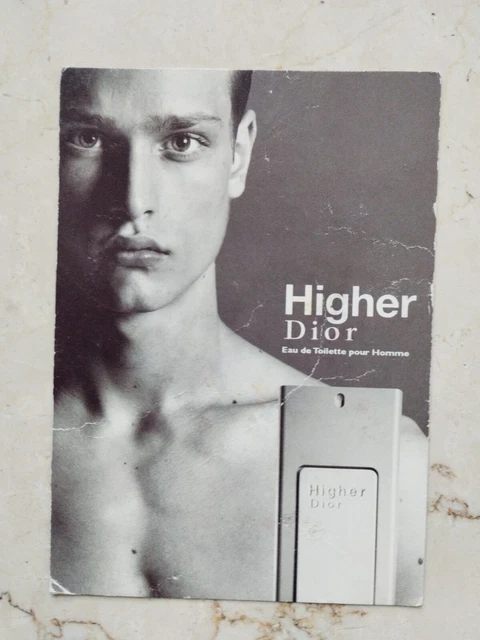 Higher
Dior
Eau de Toilette pour Homme
Higher
Dior